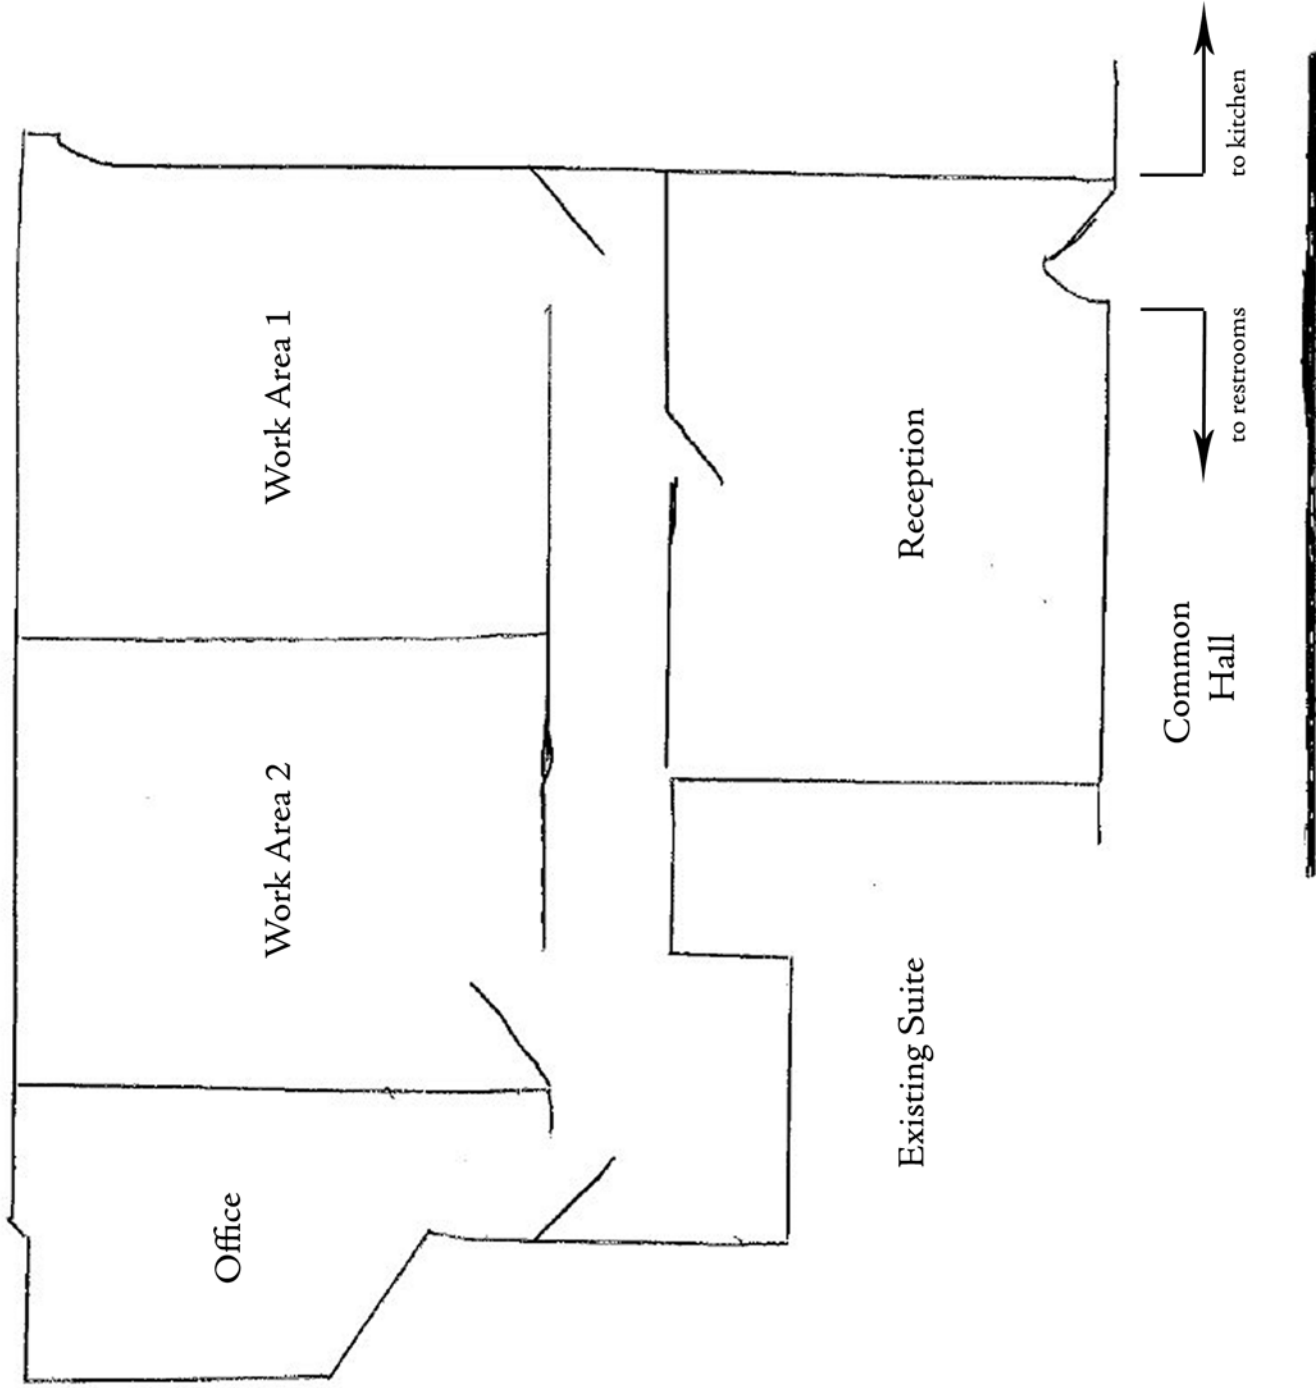 Office
Work Area 2
Work Area 1
Existing Suite
Reception
Common
Hall
to restrooms
to kitchen